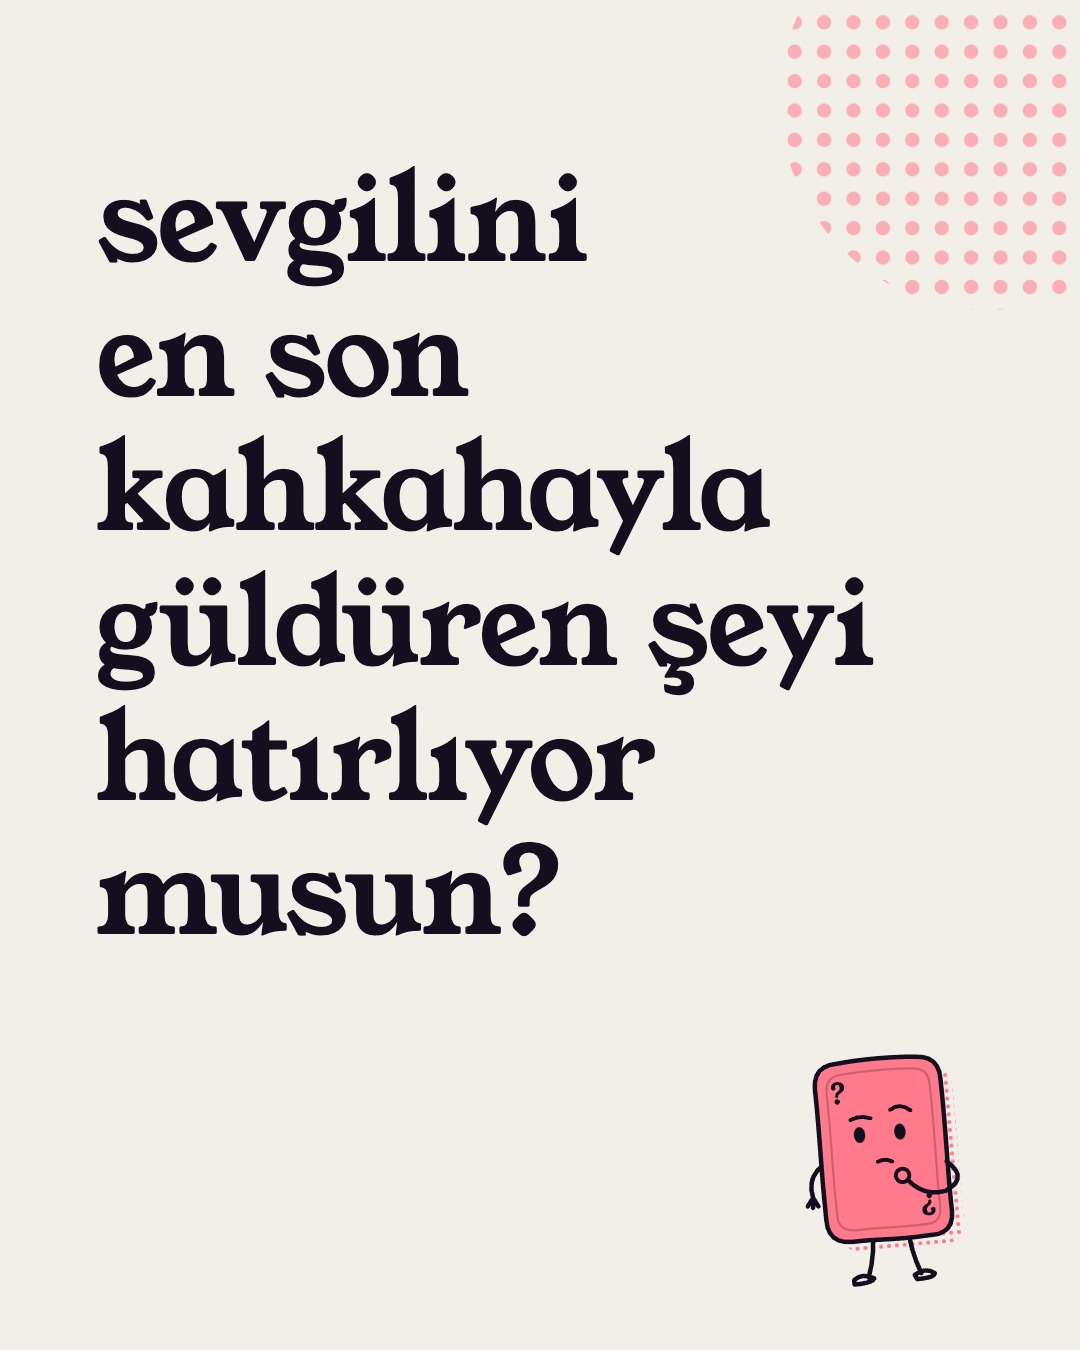 sevgilini
en son
kahkahayla
güldüren şeyi
hatırlıyor
musun?
?
?